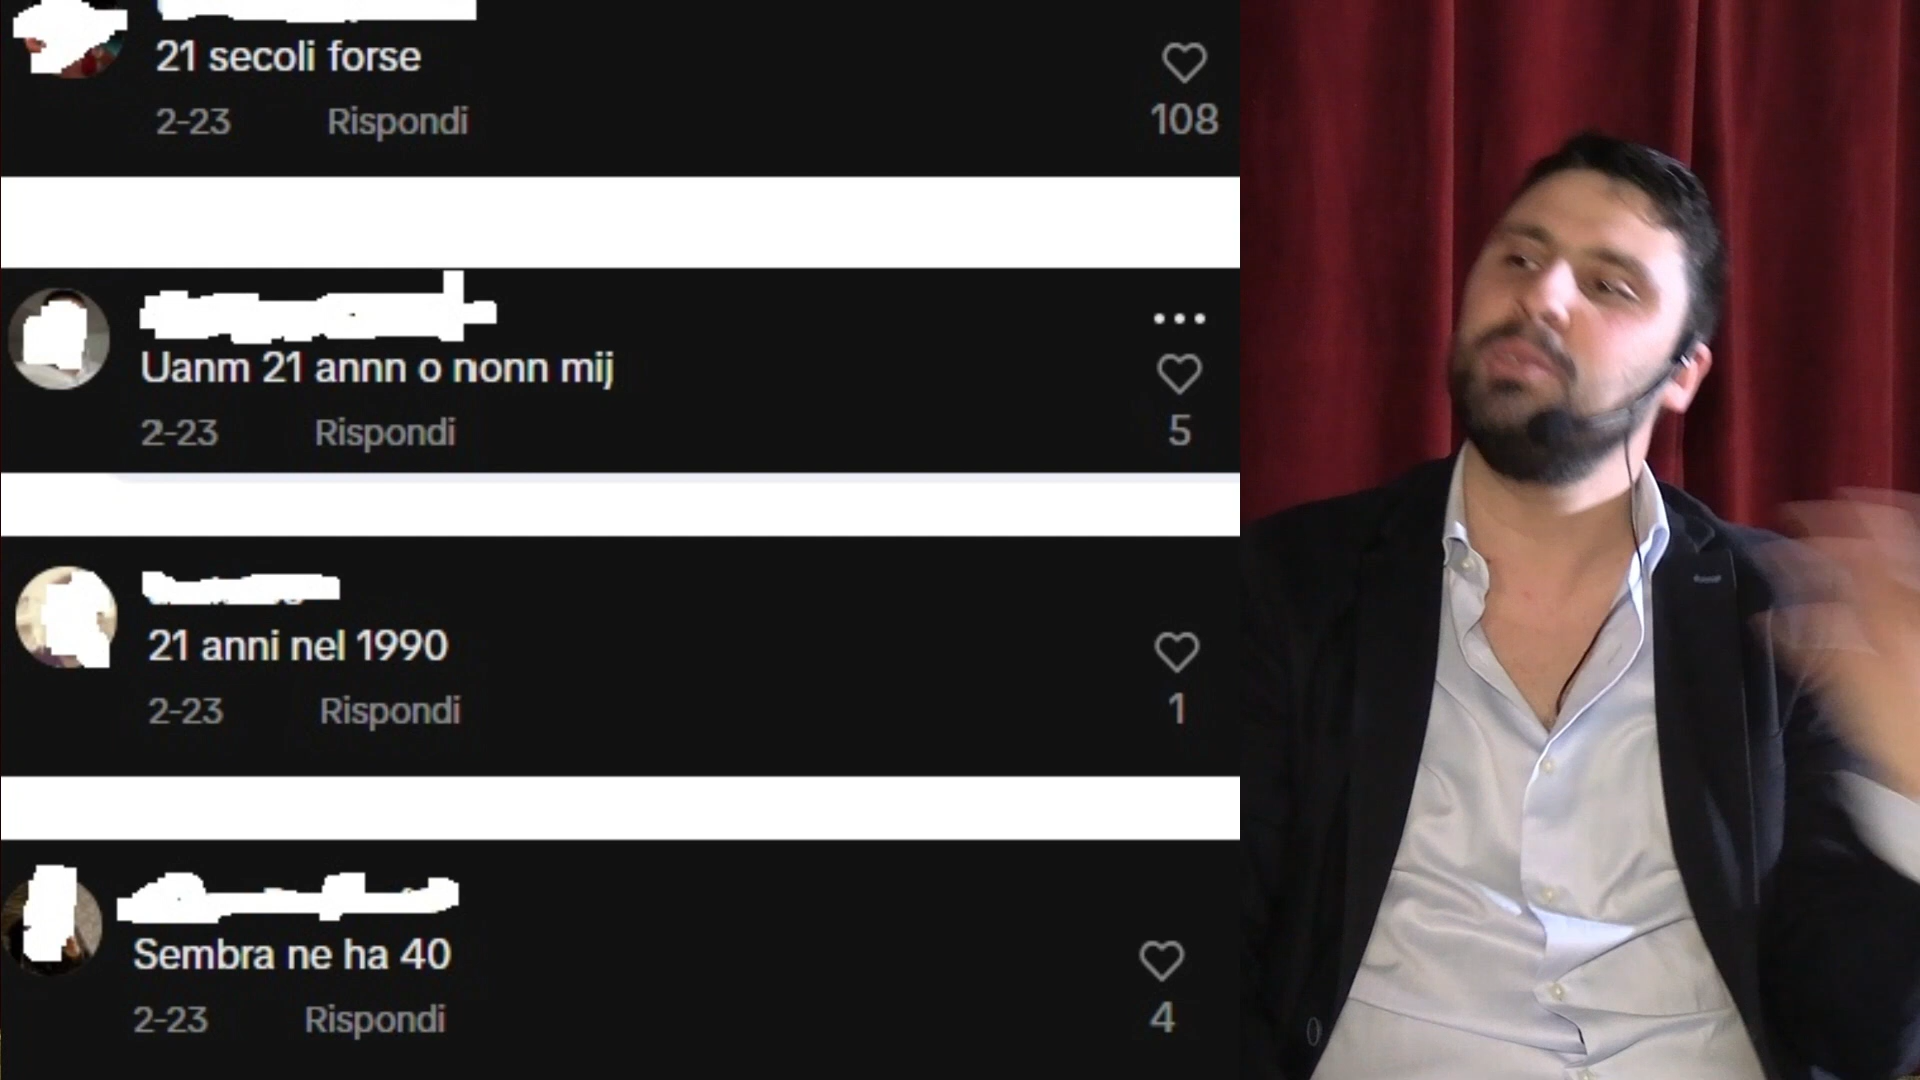 21 secoli forse
2-23 Rispondi
108
Uanm 21 annn o nonn mij
2-23 Rispondi
5
21 anni nel 1990
2-23 Rispondi
1
Sembra ne ha 40
2-23 Rispondi
4